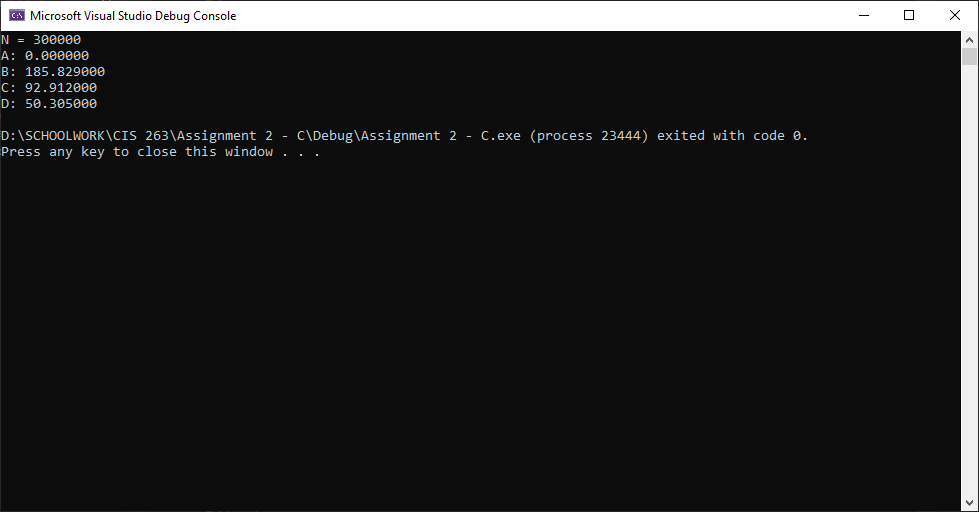 Microsoft Visual Studio Debug Console
N = 300000
A: 0.000000
B: 185.829000
C: 92.912000
D: 50.305000
D:\SCHOOLWORK\CIS 263\Assignment 2 - C\Debug\Assignment 2 - C.exe (process 23444) exited with code 0.
Press any key to close this window . . .